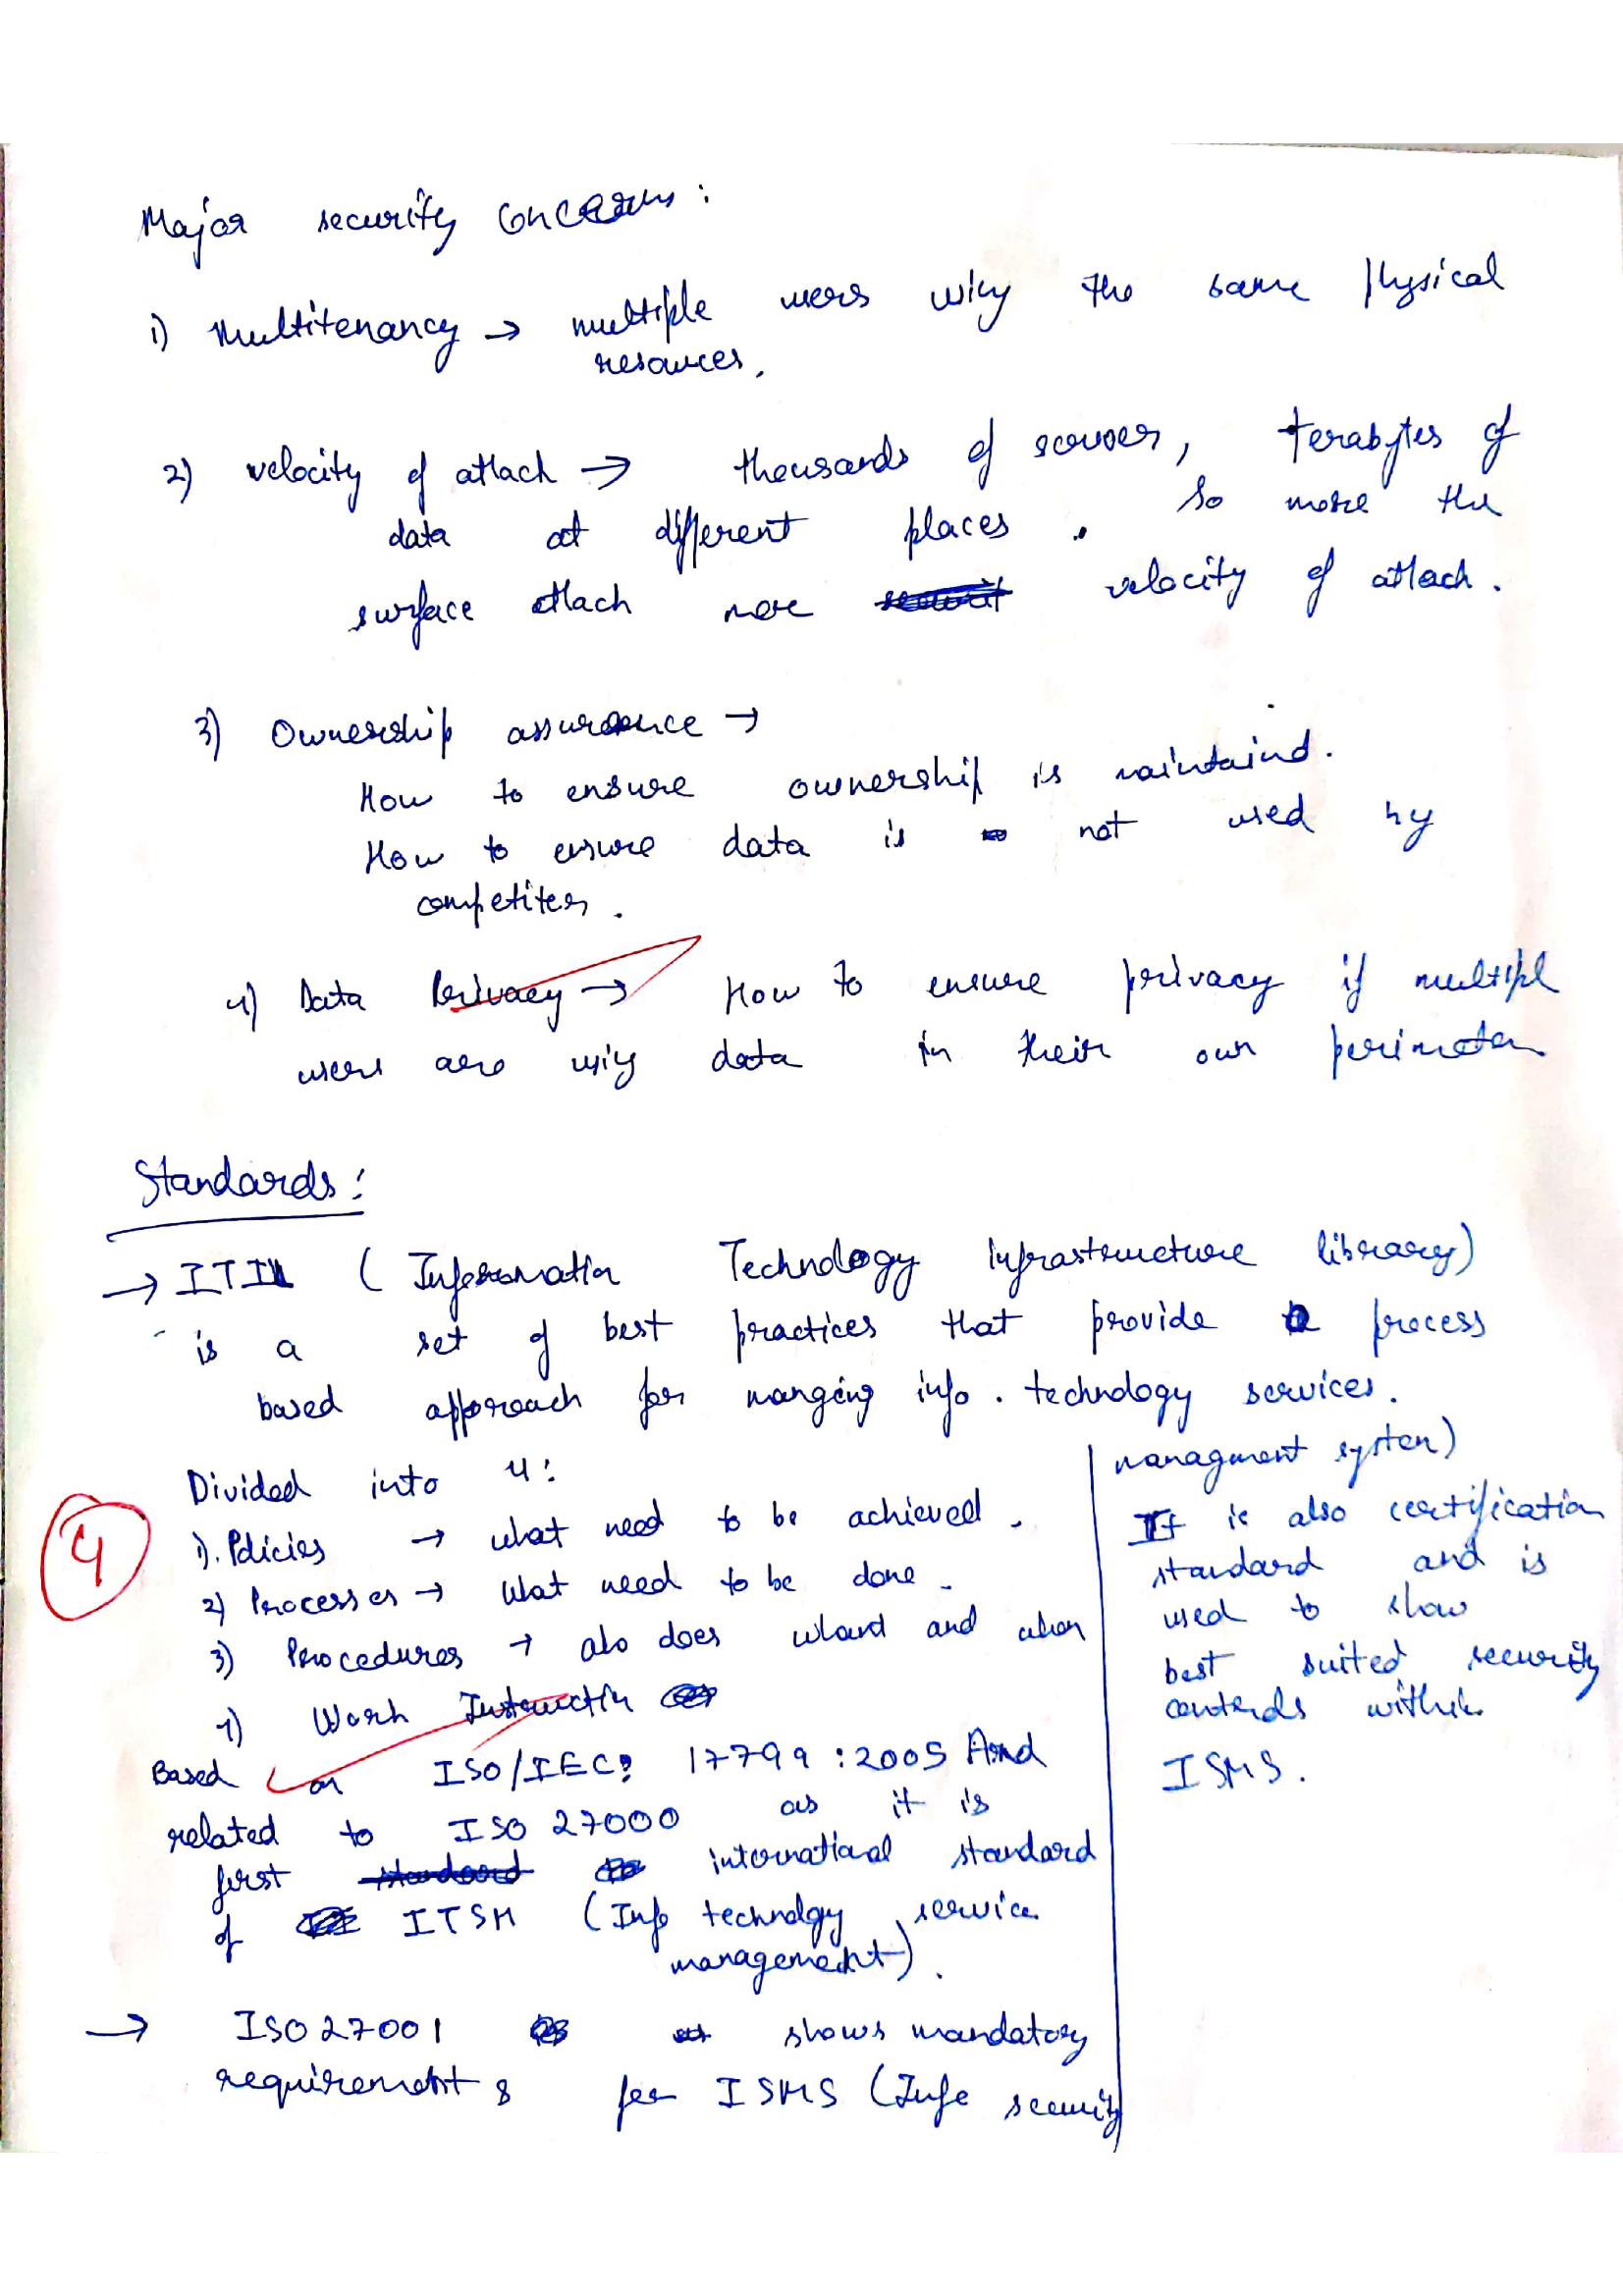 Major security concerns :
1) Multitenancy → multiple users using the same physical
resources.
2) velocity of attack → thousands of servers, terabytes of
data at different places . So more the
surface attack more velocity of attack .
3) Ownership assurance →
How to ensure ownership is maintaind.
How to ensure data is not used by
competiters .
4) Data Privacy → How to ensure privacy if multipl
users are using data in their own perimeter
Standards :
→ ITIL ( Information Technology infrastructure library)
is a set of best practices that provide a process
based approach for manging info . technology services .
Divided into 4 :
1). Policies → what need to be achieved .
2) Processes → what need to be done .
3) Procedures → also does and when
4) Work Instructin
Based on ISO/IEC: 17799 : 2005 And
related to ISO 27000 as it is
first international standard
of ITSM (Info technolgy service
management) .
→ ISO 27001 shows mandatory
requirements for ISMS (Info security
managment system)
It is also certification
standard and is
used to show
best suited security
controls within
ISMS .
4